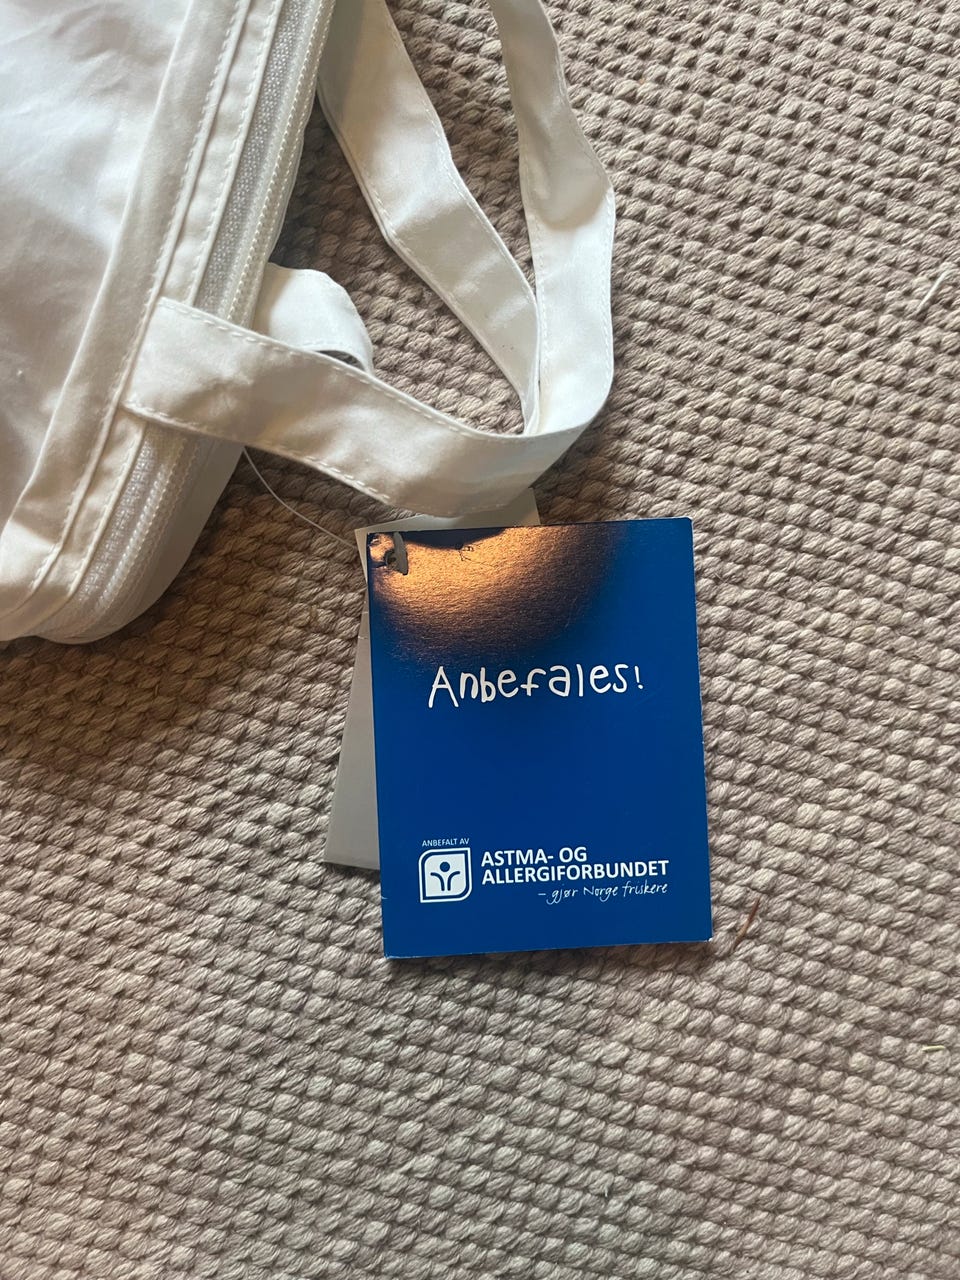 Anbefales!
ANBEFALT AV
ASTMA- OG
ALLERGIFORBUNDET
– gjør Norge friskere